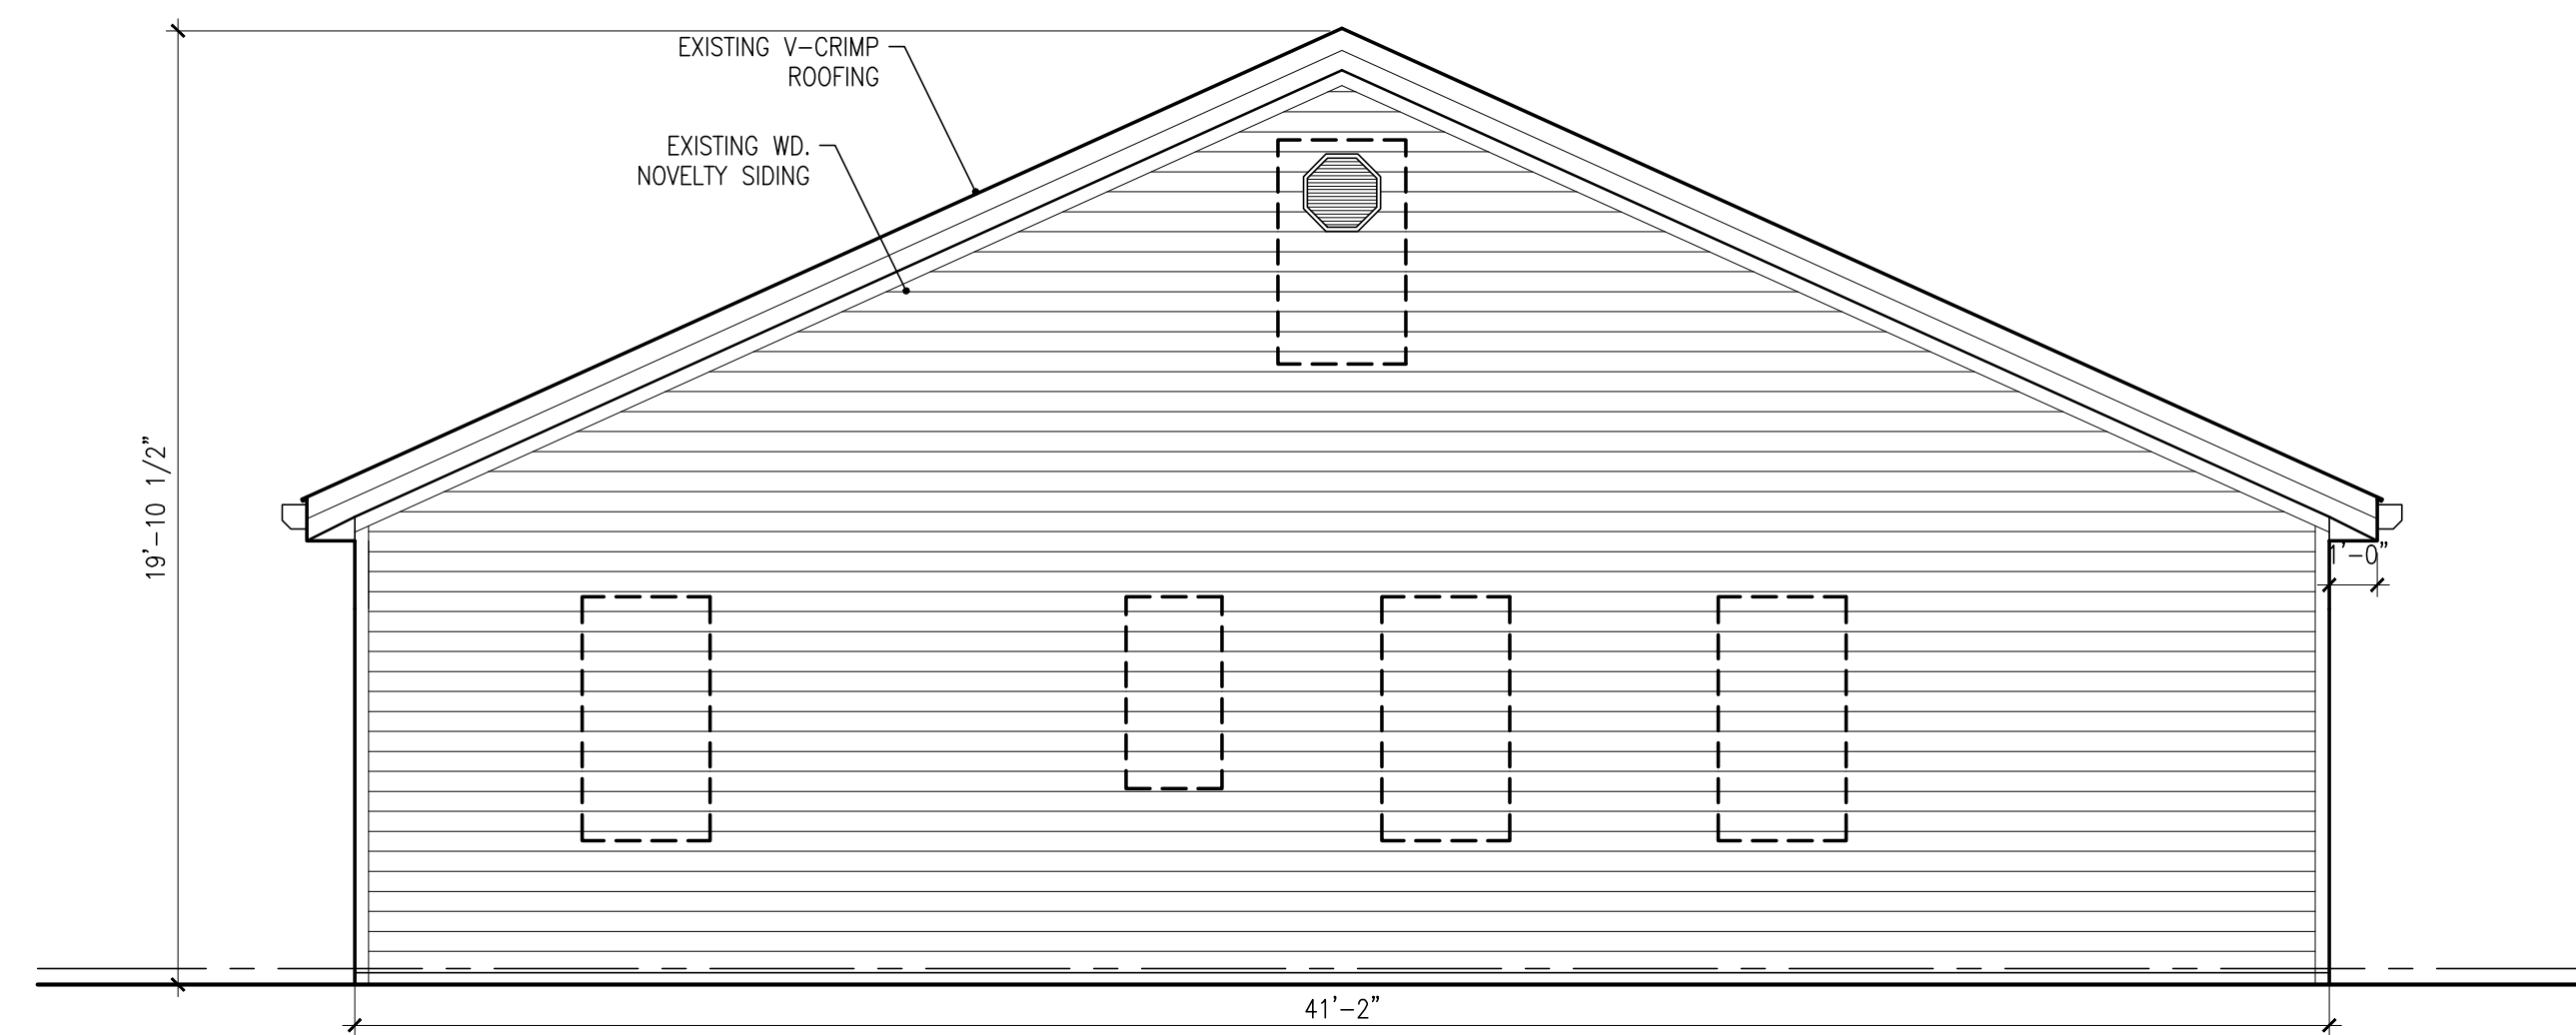 EXISTING V-CRIMP
ROOFING
EXISTING WD.
NOVELTY SIDING
19'-10 1/2"
1'-0"
41'-2"